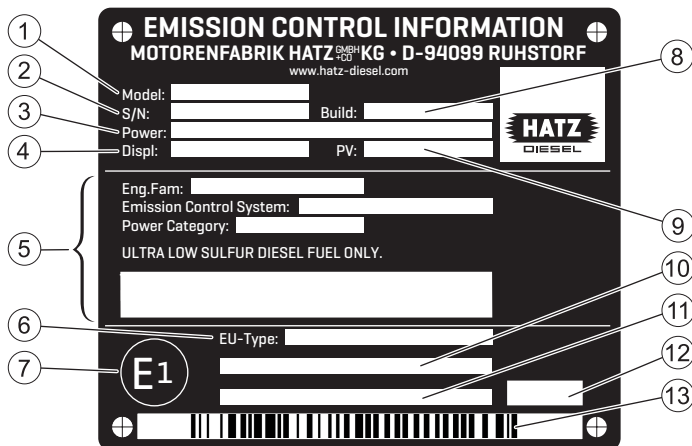 EMISSION CONTROL INFORMATION
MOTORENFABRIK HATZ GMBH +CO KG • D-94099 RUHSTORF
www.hatz-diesel.com
1
Model:
2
8
S/N: Build:
3
Power:
HATZ
DIESEL
4
Displ: PV:
9
5
Eng.Fam:
Emission Control System:
Power Category:
ULTRA LOW SULFUR DIESEL FUEL ONLY.
10
11
6
EU-Type:
7
E1
12
13